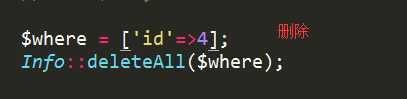 $where = ['id'=>4]; 删除
Info::deleteAll($where);